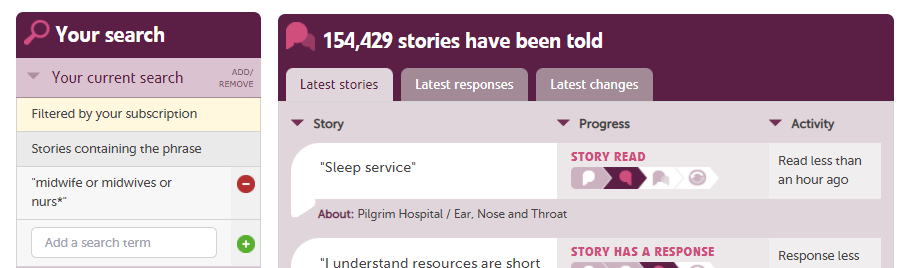 Your search
Your current search
ADD/
REMOVE
Filtered by your subscription
Stories containing the phrase
"midwife or midwives or
nurs*"
Add a search term
154,429 stories have been told
Latest stories
Latest responses
Latest changes
Story
Progress
Activity
"Sleep service"
STORY READ
Read less than
an hour ago
About: Pilgrim Hospital / Ear, Nose and Throat
"I understand resources are short
STORY HAS A RESPONSE
Response less